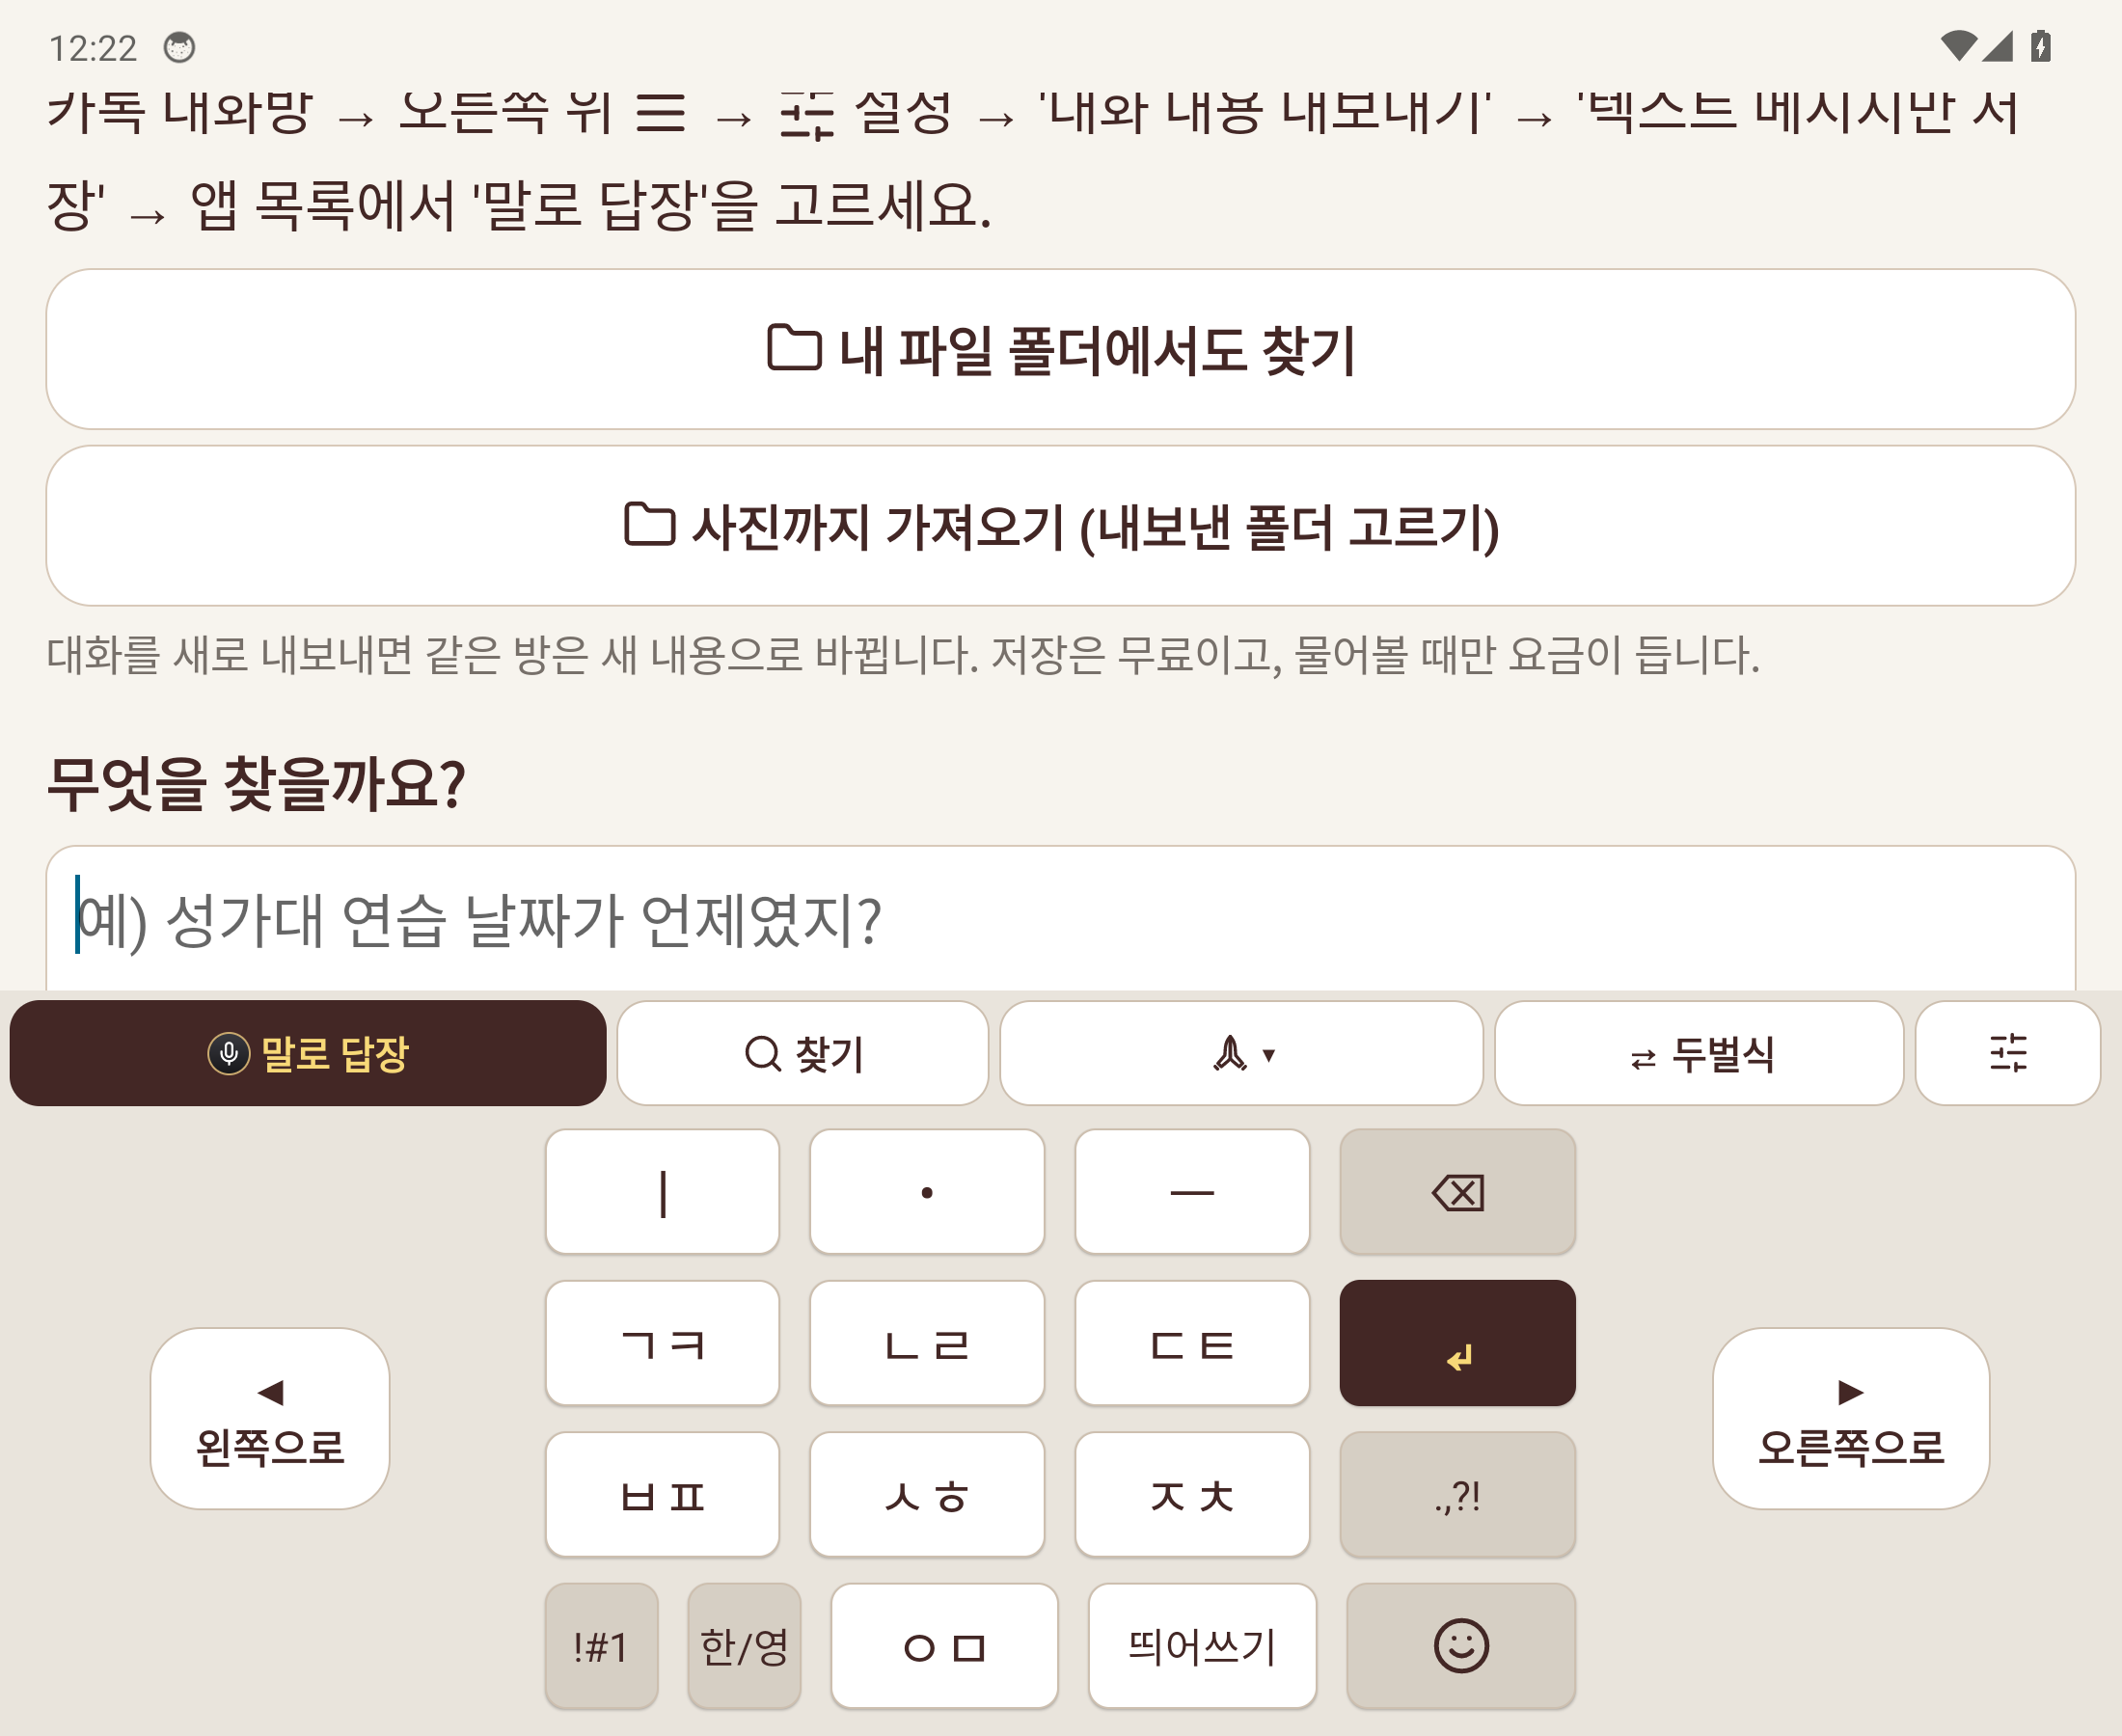 12:22
카톡 대화방 → 오른쪽 위 ☰ → 설정 → '대화 내용 내보내기' → '텍스트 메시지만 저
장' → 앱 목록에서 '말로 답장'을 고르세요.
내 파일 폴더에서도 찾기
사진까지 가져오기 (내보낸 폴더 고르기)
대화를 새로 내보내면 같은 방은 새 내용으로 바뀝니다. 저장은 무료이고, 물어볼 때만 요금이 듭니다.
무엇을 찾을까요?
예) 성가대 연습 날짜가 언제였지?
말로 답장 찾기 ▾ ⇄ 두벌식
ㅣ · ㅡ
ㄱㅋ ㄴㄹ ㄷㅌ
◀ 왼쪽으로
▶ 오른쪽으로
ㅂㅍ ㅅㅎ ㅈㅊ .,?!
!#1 한/영 ㅇㅁ 띄어쓰기